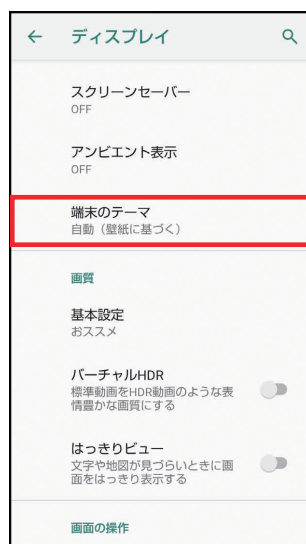 ディスプレイ
スクリーンセーバー
OFF
アンビエント表示
OFF
端末のテーマ
自動（壁紙に基づく）
画質
基本設定
おススメ
バーチャルHDR
標準動画をHDR動画のような表
情豊かな画質にする
はっきりビュー
文字や地図が見づらいときに画
面をはっきり表示する
画面の操作